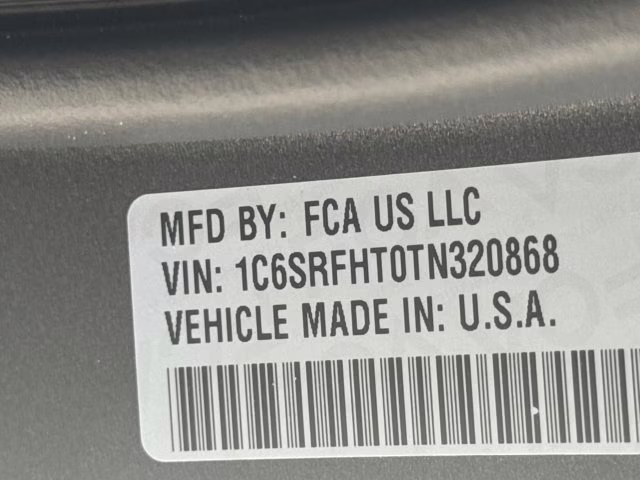 MFD BY: FCA US LLC
VIN: 1C6SRFHT0TN320868
VEHICLE MADE IN: U.S.A.